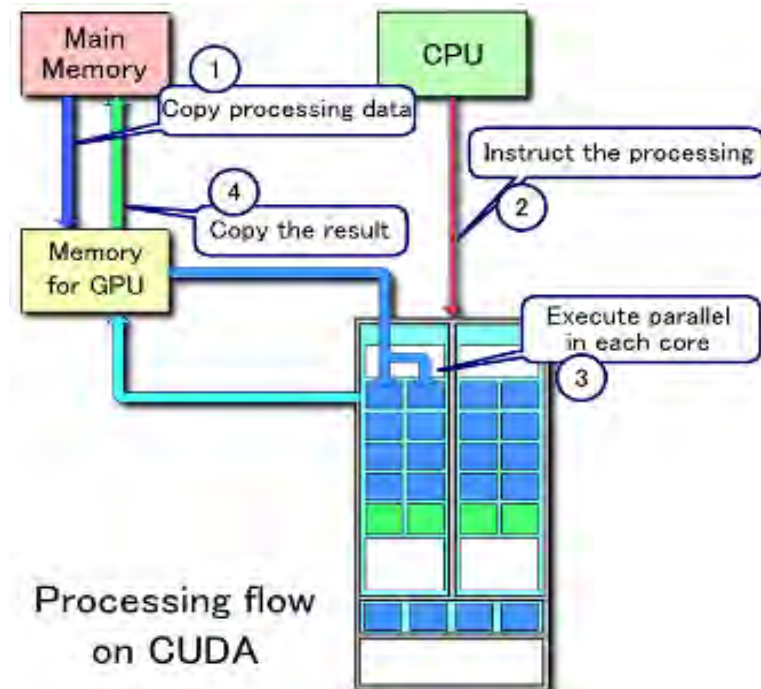 Main
Memory
CPU
1
Copy processing data
Instruct the processing
2
4
Copy the result
Memory
for GPU
Execute parallel
in each core
3
Processing flow
on CUDA